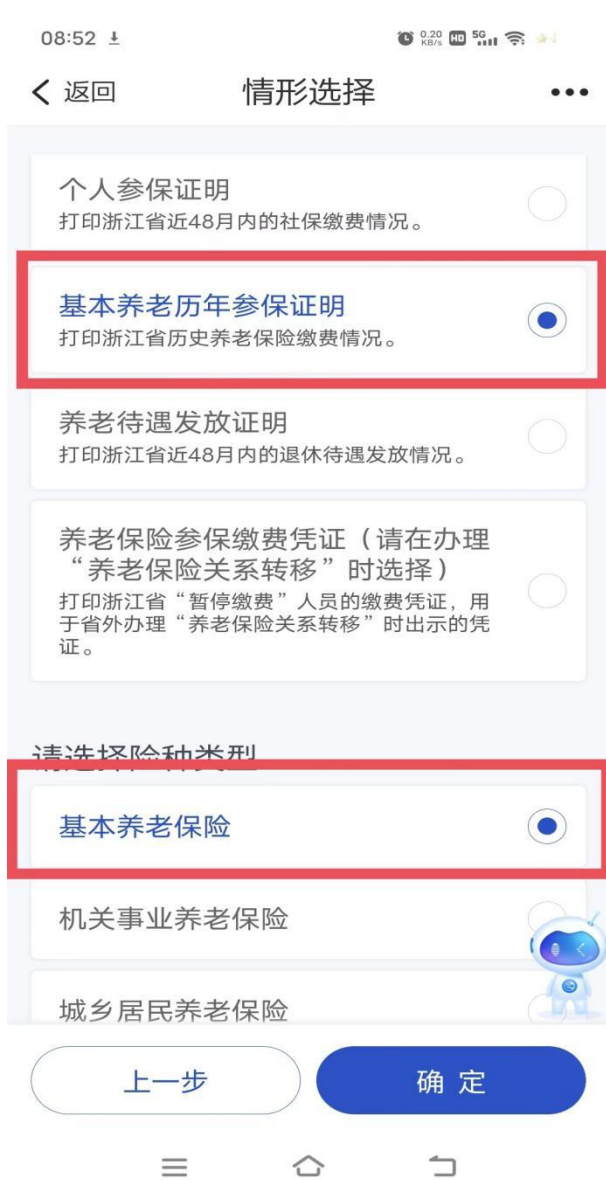 08:52
0.20 KB/s HD 5G
返回 情形选择
个人参保证明
打印浙江省近48月内的社保缴费情况。
基本养老历年参保证明
打印浙江省历史养老保险缴费情况。
养老待遇发放证明
打印浙江省近48月内的退休待遇发放情况。
养老保险参保缴费凭证（请在办理
“养老保险关系转移”时选择）
打印浙江省“暂停缴费”人员的缴费凭证，用
于省外办理“养老保险关系转移”时出示的凭
证。
请选择险种类型
基本养老保险
机关事业养老保险
城乡居民养老保险
上一步 确定